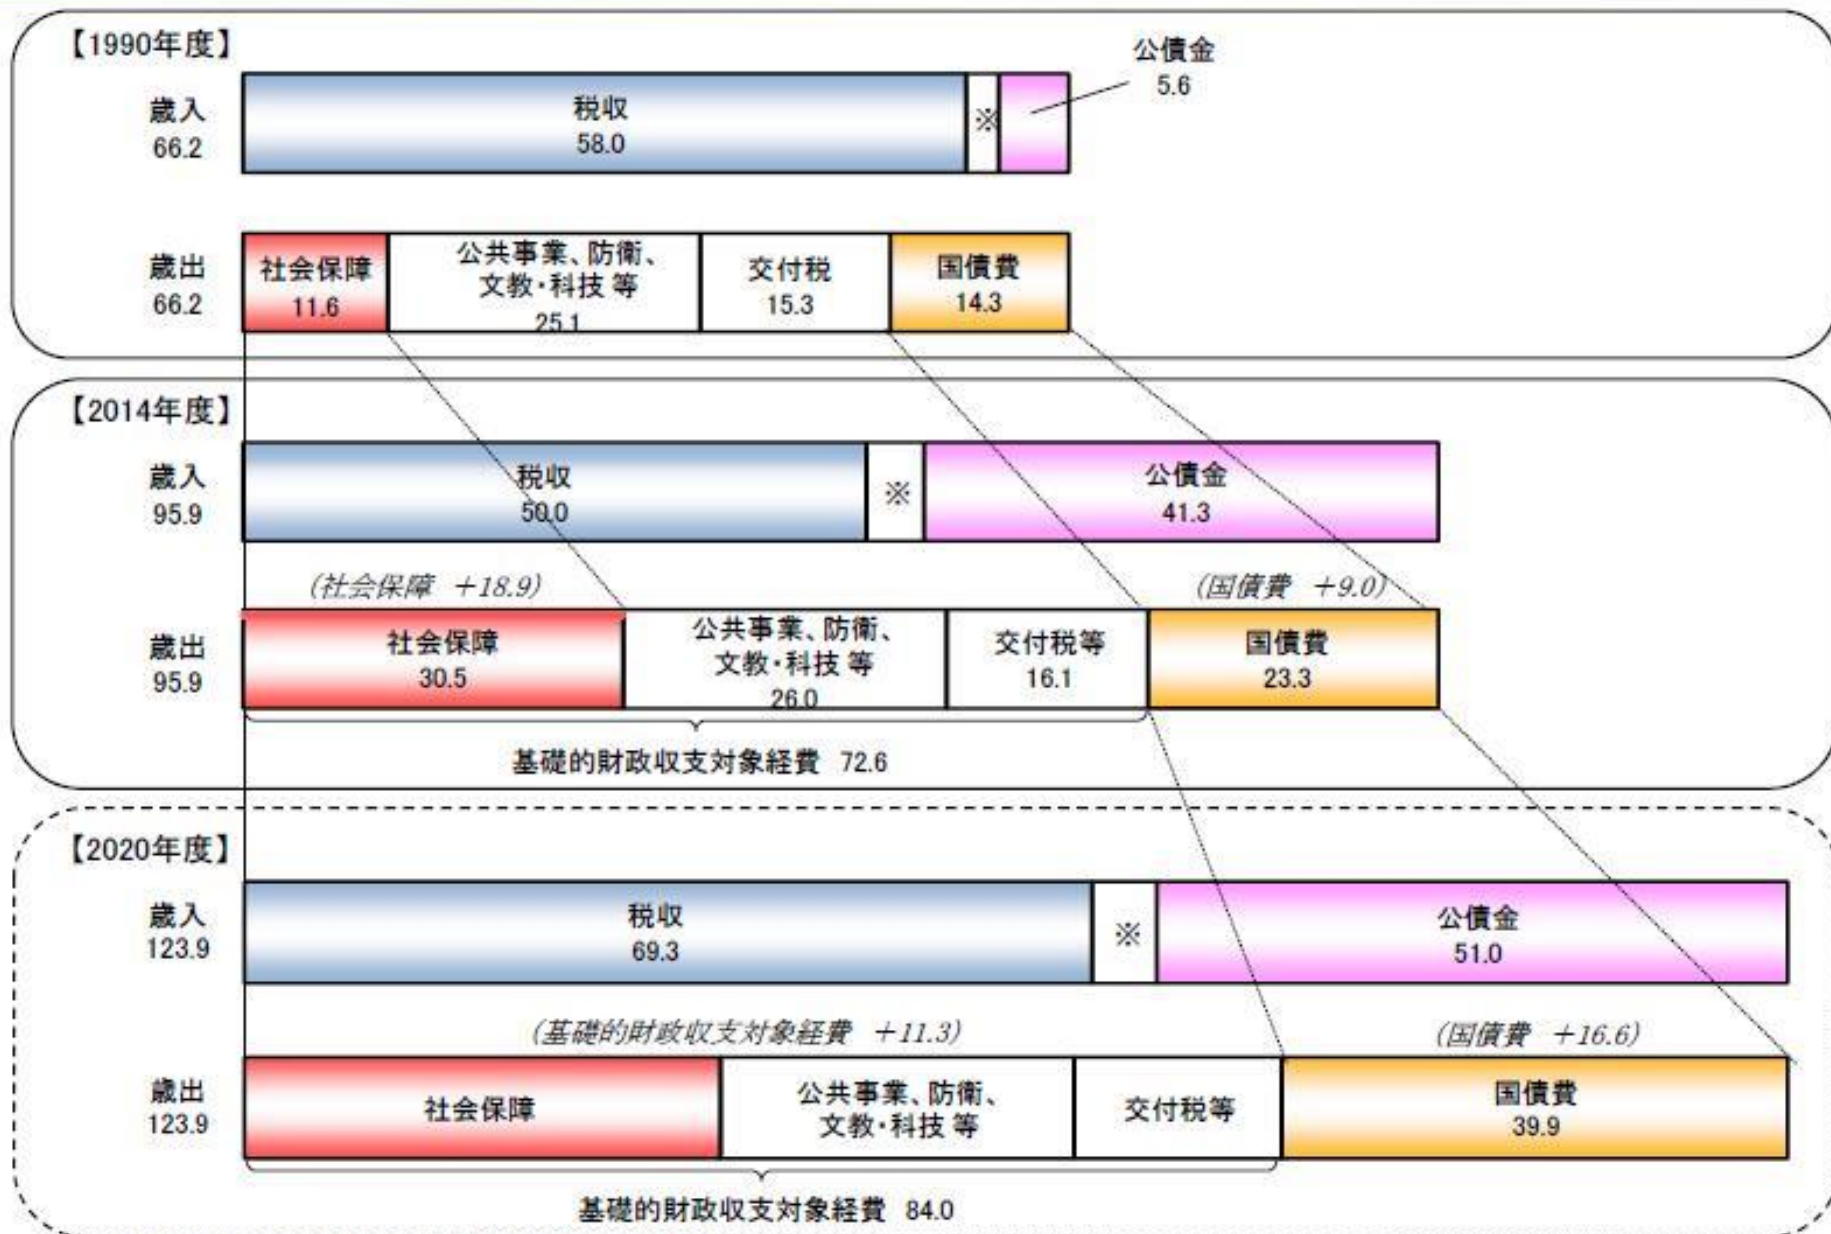 【1990年度】
公債金
5.6
歳入
66.2
税収
58.0
※
歳出
66.2
社会保障
11.6
公共事業、防衛、
文教・科技 等
25.1
交付税
15.3
国債費
14.3
【2014年度】
歳入
95.9
税収
50.0
※
公債金
41.3
(社会保障 +18.9)
(国債費 +9.0)
歳出
95.9
社会保障
30.5
公共事業、防衛、
文教・科技 等
26.0
交付税等
16.1
国債費
23.3
基礎的財政収支対象経費 72.6
【2020年度】
歳入
123.9
税収
69.3
※
公債金
51.0
(基礎的財政収支対象経費 +11.3)
(国債費 +16.6)
歳出
123.9
社会保障
公共事業、防衛、
文教・科技 等
交付税等
国債費
39.9
基礎的財政収支対象経費 84.0